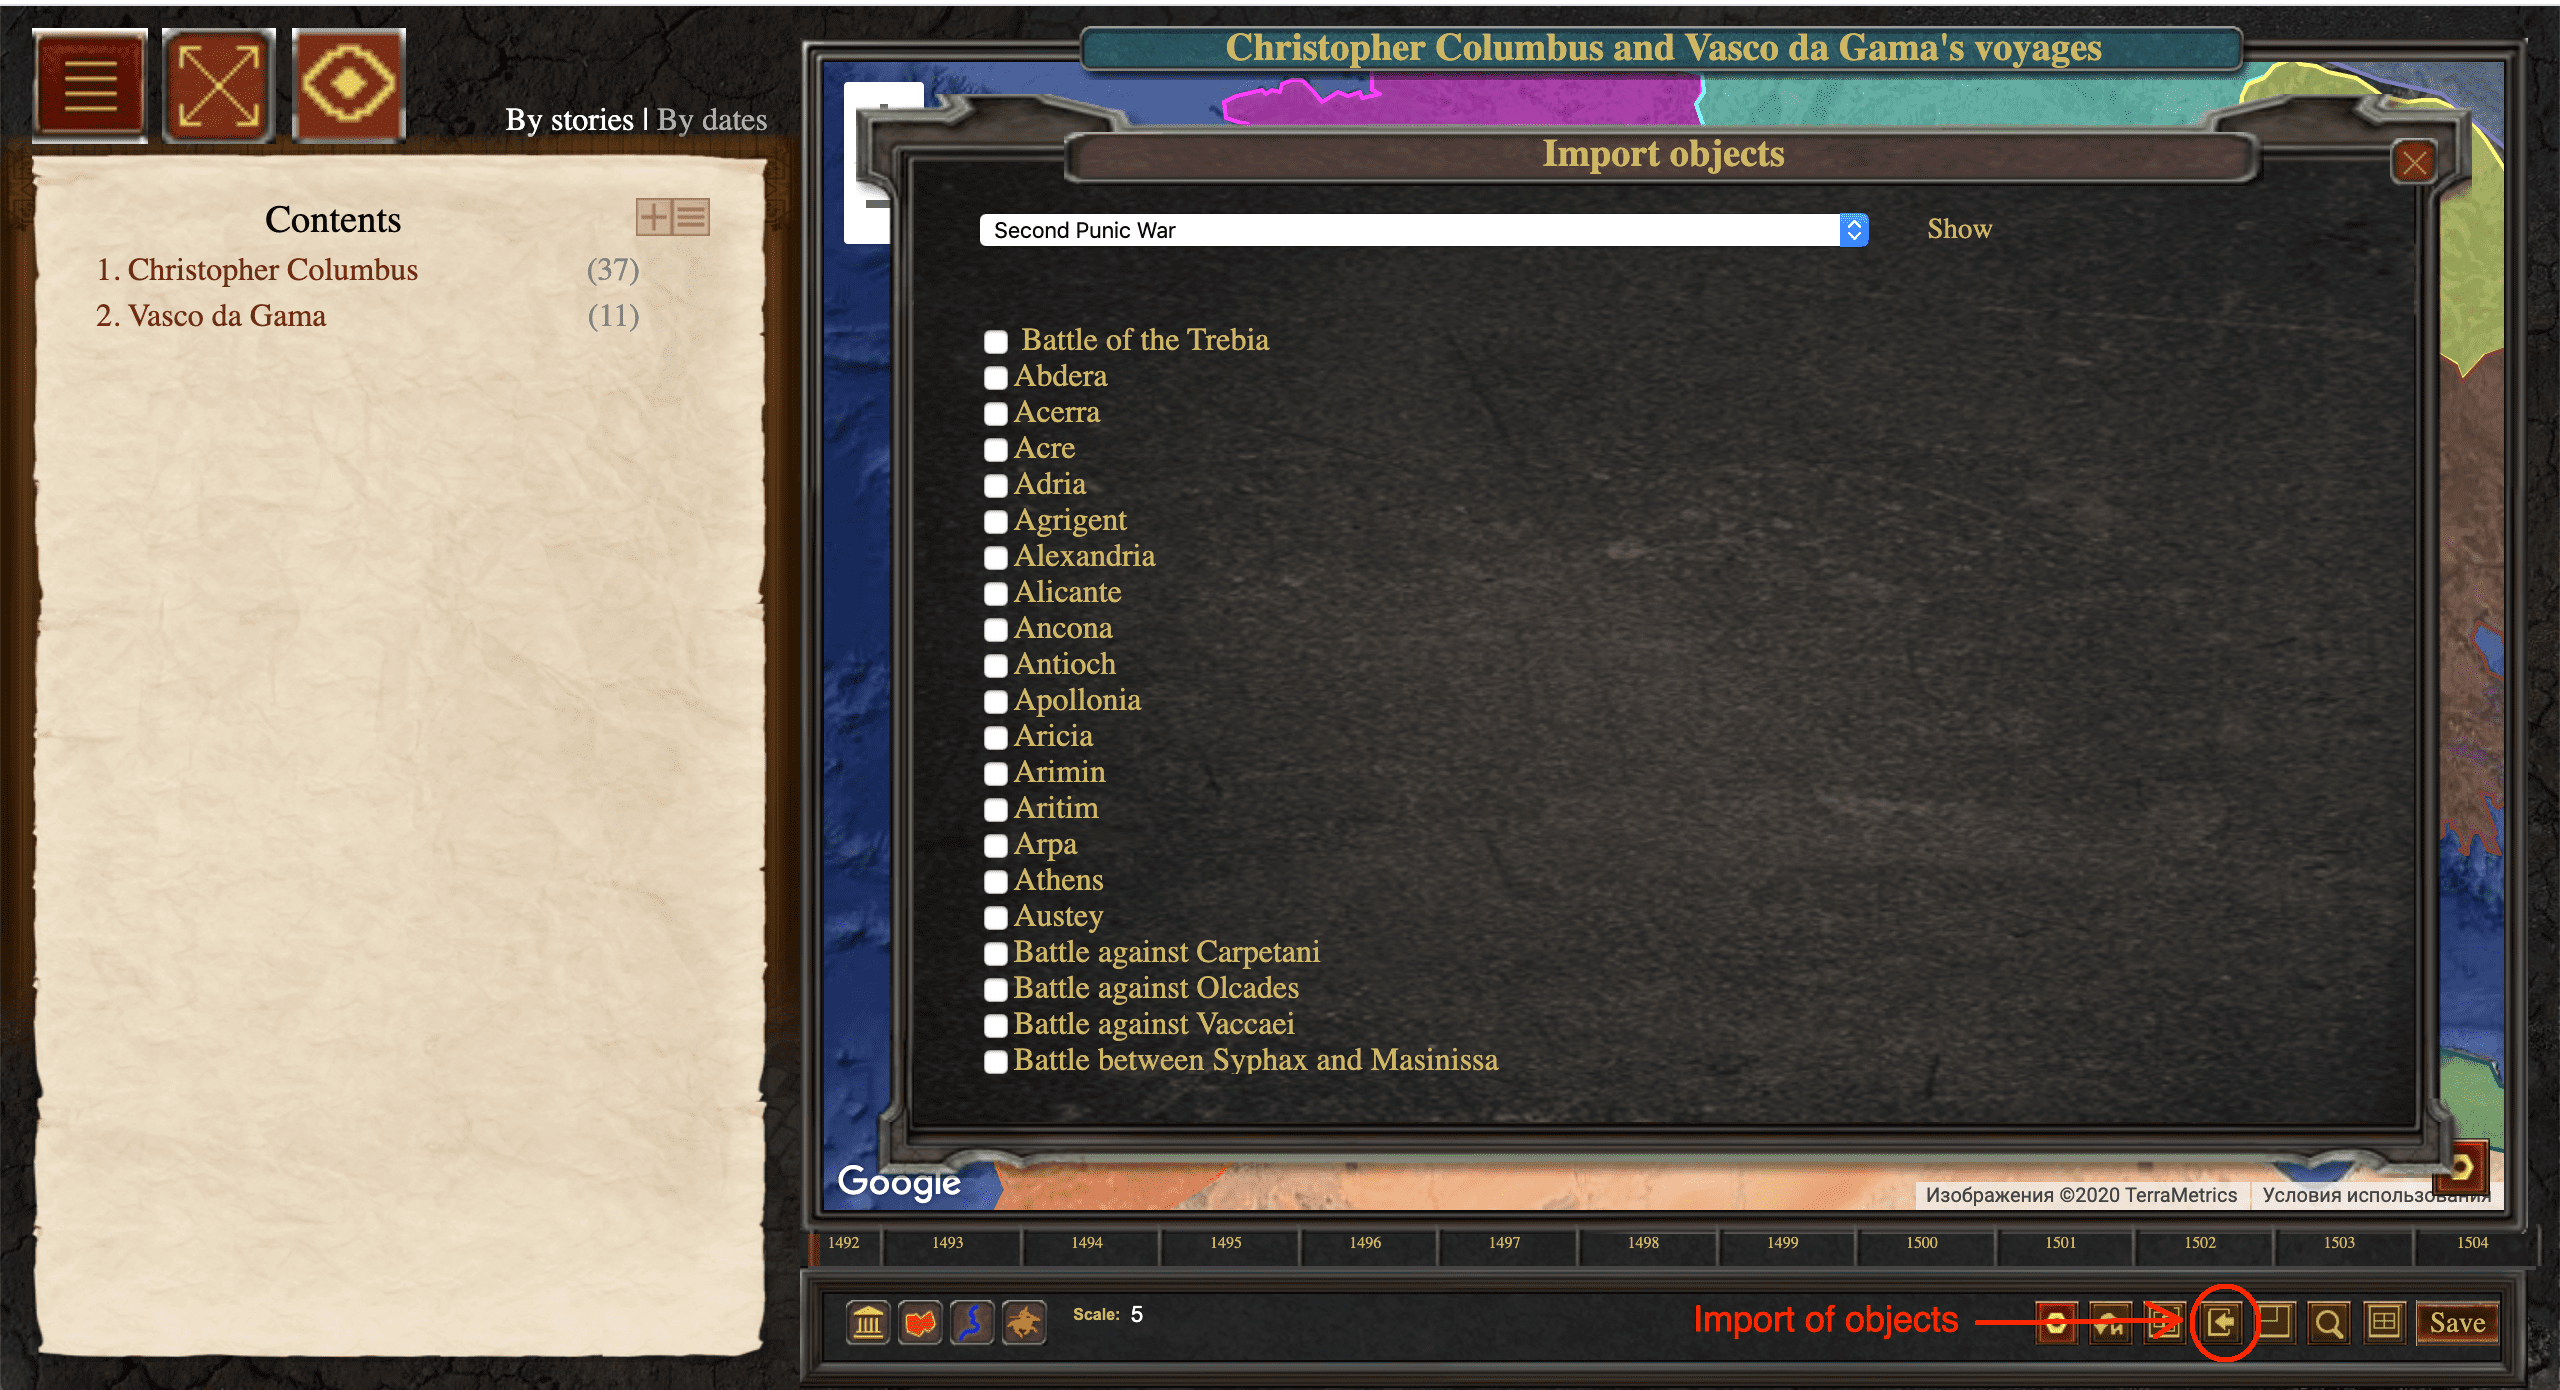 Christopher Columbus and Vasco da Gama's voyages
By stories | By dates
Import objects
Contents
1. Christopher Columbus (37)
2. Vasco da Gama (11)
Second Punic War
Show
Battle of the Trebia
Abdera
Acerra
Acre
Adria
Agrigent
Alexandria
Alicante
Ancona
Antioch
Apollonia
Aricia
Arimin
Aritim
Arpa
Athens
Austey
Battle against Carpetani
Battle against Olcades
Battle against Vaccaei
Battle between Syphax and Masinissa
Google
Изображения ©2020 TerraMetrics
Условия использования
1492 1493 1494 1495 1496 1497 1498 1499 1500 1501 1502 1503 1504
Scale: 5
Import of objects
Save